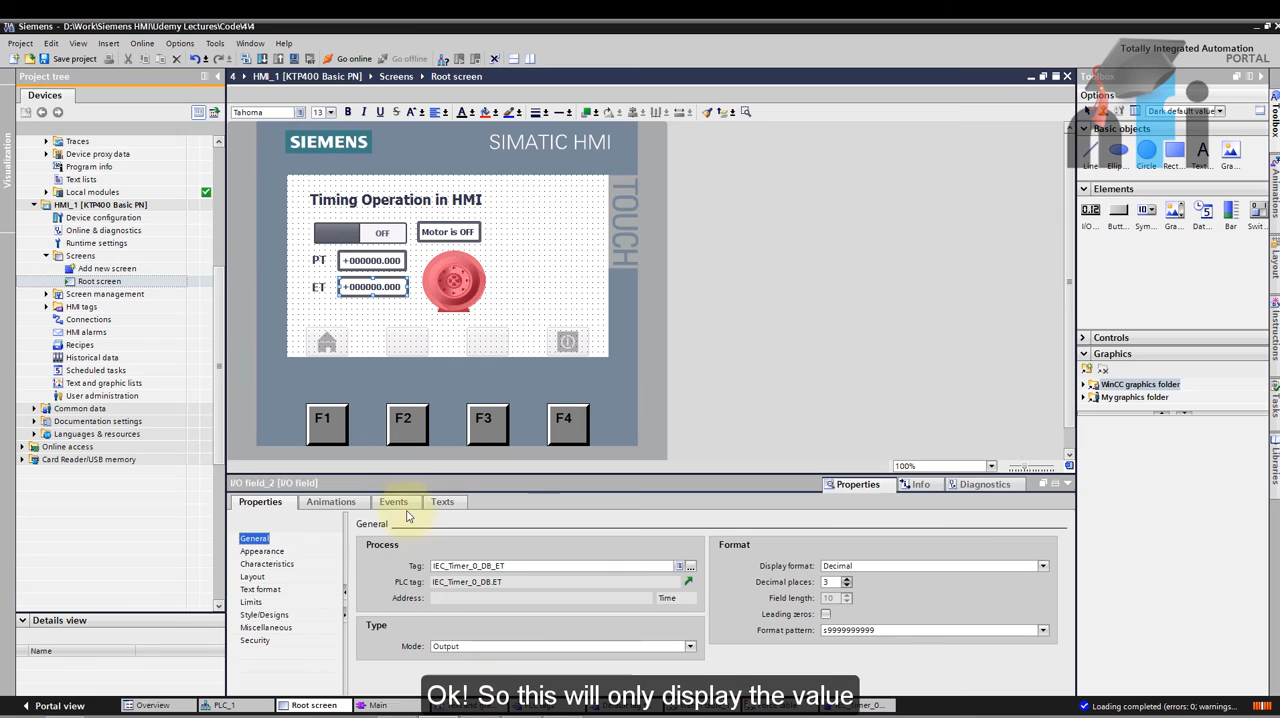 Siemens - D:\Work\Siemens HMI\Udemy Lectures\Code\4\4
Project Edit View Insert Online Options Tools Window Help
Totally Integrated Automation
PORTAL
Save project Go online Go offline
Project tree
4 HMI_1 [KTP400 Basic PN] Screens Root screen
Toolbox
Devices
Options
Tahoma 13 B I U A
Dark default value
Visualization
Traces
Device proxy data
Program info
Text lists
Local modules
HMI_1 [KTP400 Basic PN]
Device configuration
Online & diagnostics
Runtime settings
Screens
Add new screen
Root screen
Screen management
HMI tags
Connections
HMI alarms
Recipes
Historical data
Scheduled tasks
Text and graphic lists
User administration
Common data
Documentation settings
Languages & resources
Online access
Card Reader/USB memory
Details view
Name
SIEMENS SIMATIC HMI
TOUCH
Timing Operation in HMI
OFF Motor is OFF
PT +000000.000
ET +000000.000
F1 F2 F3 F4
100%
Basic objects
Line Ellip... Circle Rect... Text... Gra...
Elements
I/O... Butt... Sym... Gra... Dat... Bar Swit...
Controls
Graphics
WinCC graphics folder
My graphics folder
Toolbox
Animations
Layout
Instructions
Tasks
Libraries
I/O field_2 [I/O field]
Properties Info Diagnostics
Properties Animations Events Texts
General
Appearance
Characteristics
Layout
Text format
Limits
Style/Designs
Miscellaneous
Security
General
Process
Tag: IEC_Timer_0_DB_ET
PLC tag: IEC_Timer_0_DB.ET
Address: Time
Type
Mode: Output
Format
Display format: Decimal
Decimal places: 3
Field length: 10
Leading zeros:
Format pattern: s9999999999
Ok! So this will only display the value
Portal view Overview PLC_1 Root screen Main
Loading completed (errors: 0; warnings...